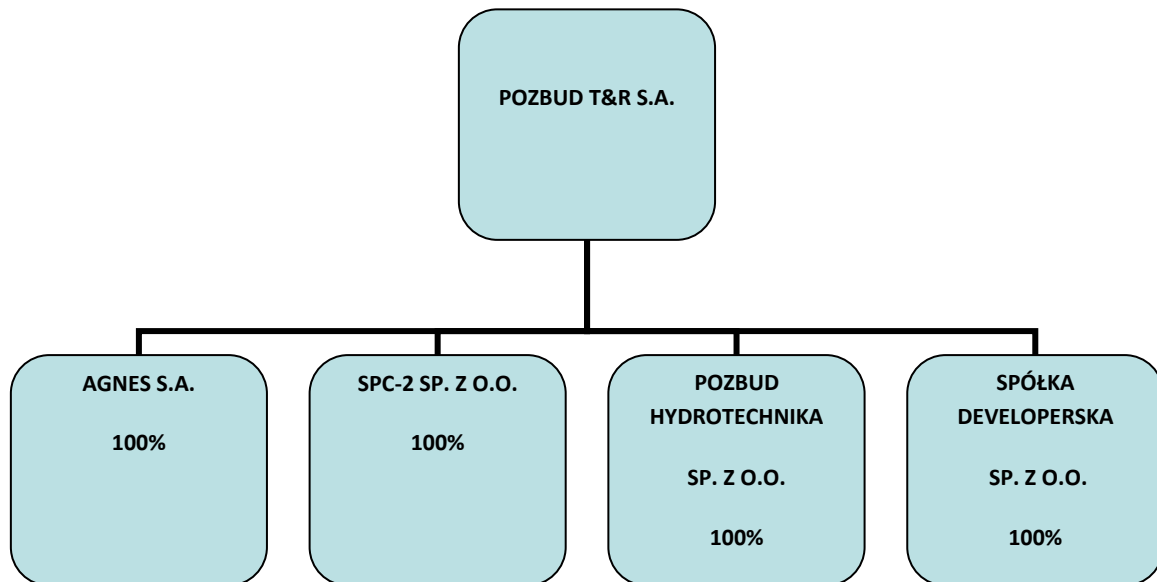 POZBUD T&R S.A.
AGNES S.A.
100%
SPC-2 SP. Z O.O.
100%
POZBUD
HYDROTECHNIKA
SP. Z O.O.
100%
SPÓŁKA
DEVELOPERSKA
SP. Z O.O.
100%